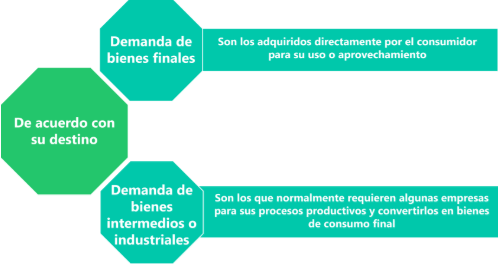 Demanda de
bienes finales
Son los adquiridos directamente por el consumidor
para su uso o aprovechamiento
De acuerdo con
su destino
Demanda de
bienes
intermedios o
industriales
Son los que normalmente requieren algunas empresas
para sus procesos productivos y convertirlos en bienes
de consumo final